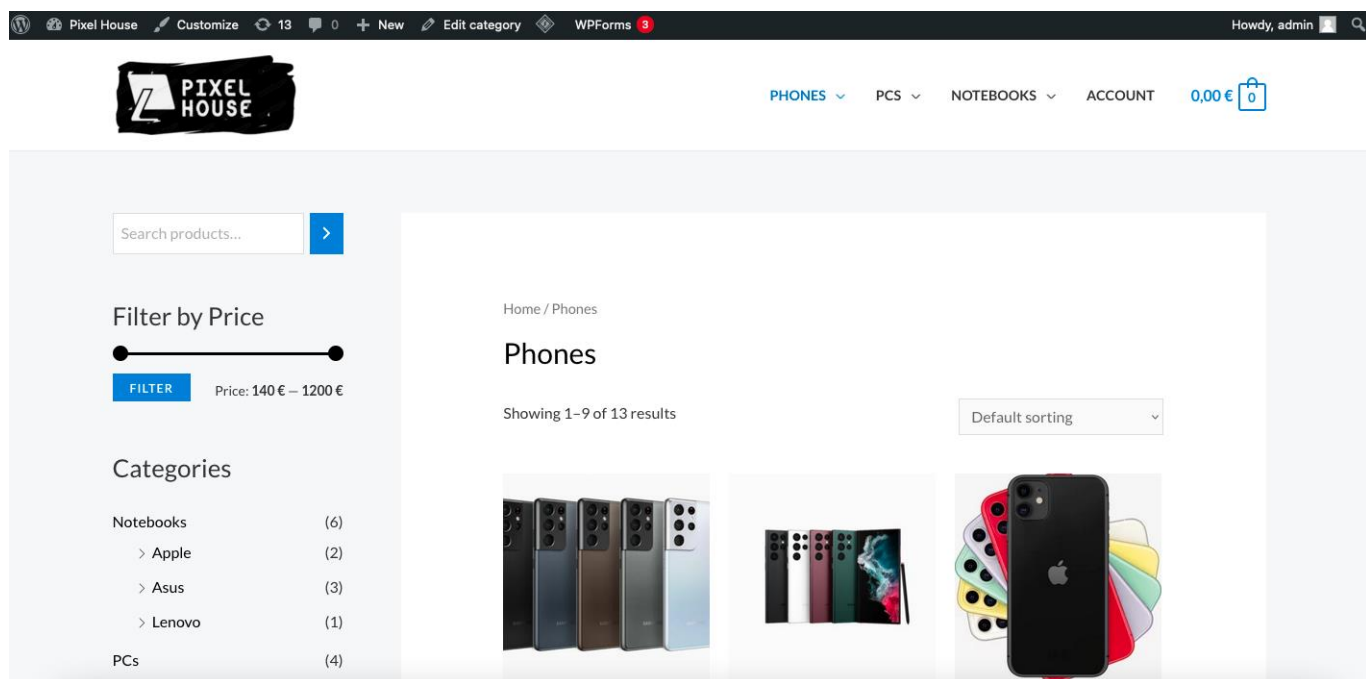 Pixel House Customize 13 0 New Edit category WPForms 3 Howdy, admin
PIXEL
HOUSE
PHONES PCS NOTEBOOKS ACCOUNT 0,00 € 0
Search products...
Filter by Price
FILTER Price: 140 € — 1200 €
Categories
Notebooks (6)
Apple (2)
Asus (3)
Lenovo (1)
PCs (4)
Home / Phones
Phones
Showing 1–9 of 13 results
Default sorting